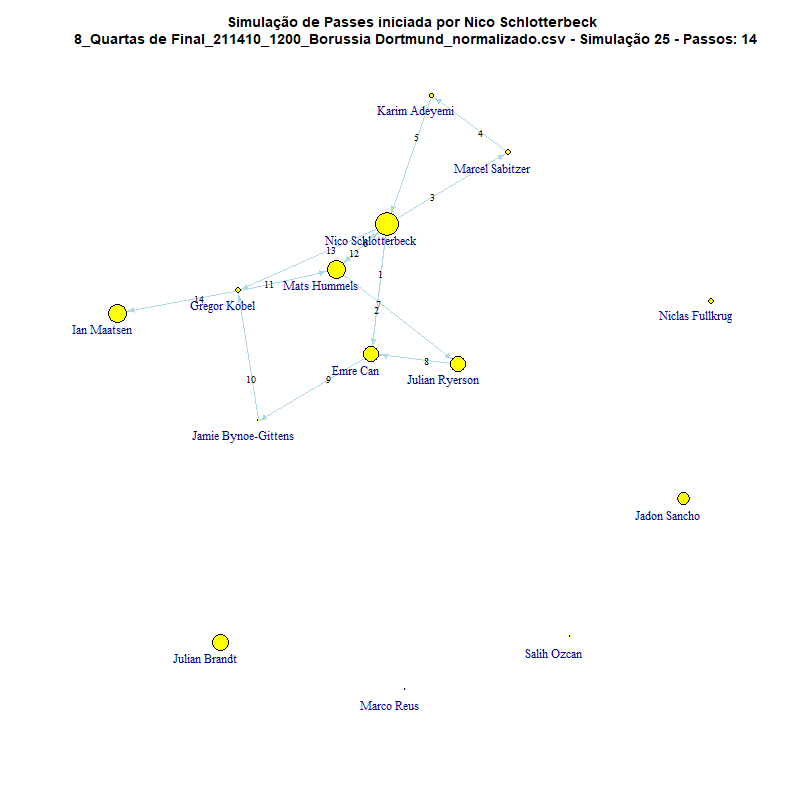 Simulação de Passes iniciada por Nico Schlotterbeck
8_Quartas de Final_211410_1200_Borussia Dortmund_normalizado.csv - Simulação 25 - Passos: 14
Karim Adeyemi
4
5
Marcel Sabitzer
3
Nico Schlotterbeck
6
13
12
1
11
Mats Hummels
14
Gregor Kobel
7
2
Ian Maatsen
Niclas Fullkrug
8
Emre Can
9
10
Julian Ryerson
Jamie Bynoe-Gittens
Jadon Sancho
Julian Brandt
Salih Ozcan
Marco Reus